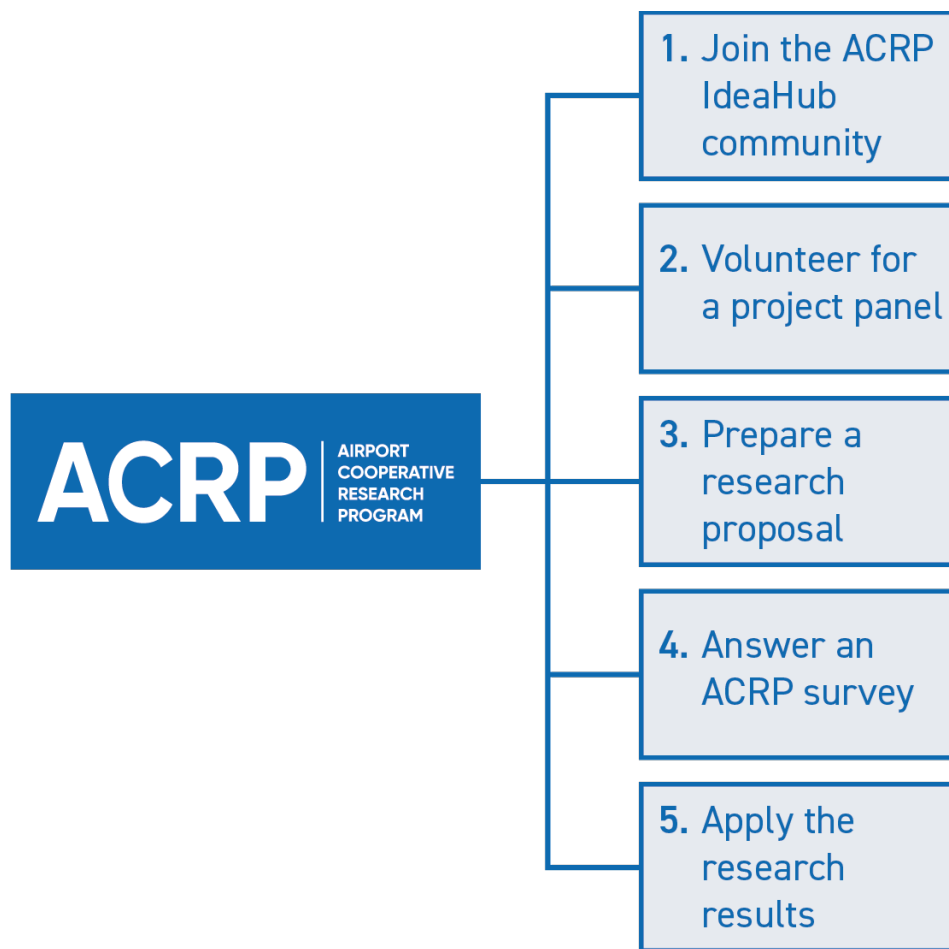 ACRP
AIRPORT
COOPERATIVE
RESEARCH
PROGRAM
1. Join the ACRP
IdeaHub
community
2. Volunteer for
a project panel
3. Prepare a
research
proposal
4. Answer an
ACRP survey
5. Apply the
research
results